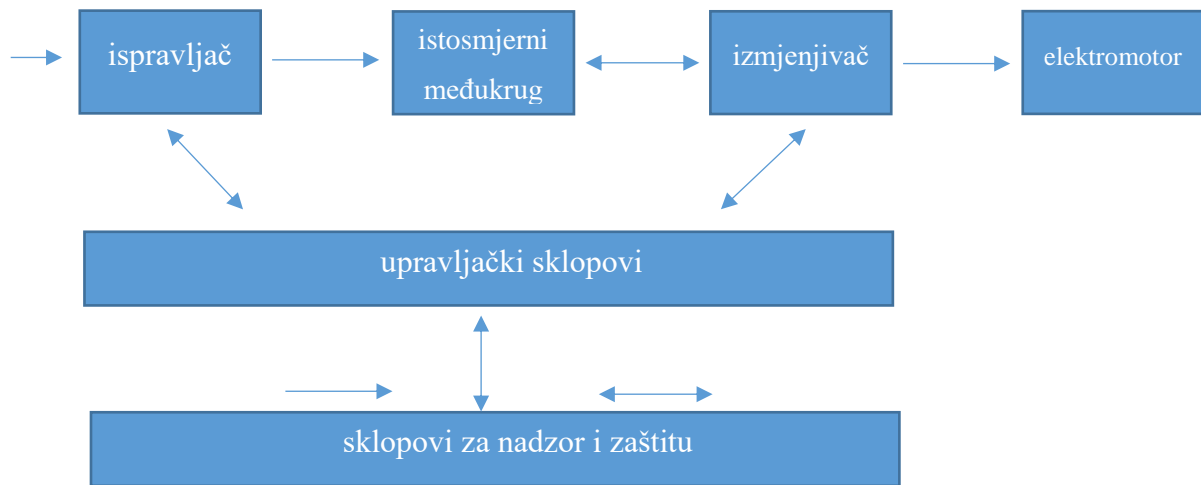 ispravljač
istosmjerni
međukrug
izmjenjivač
elektromotor
upravljački sklopovi
sklopovi za nadzor i zaštitu